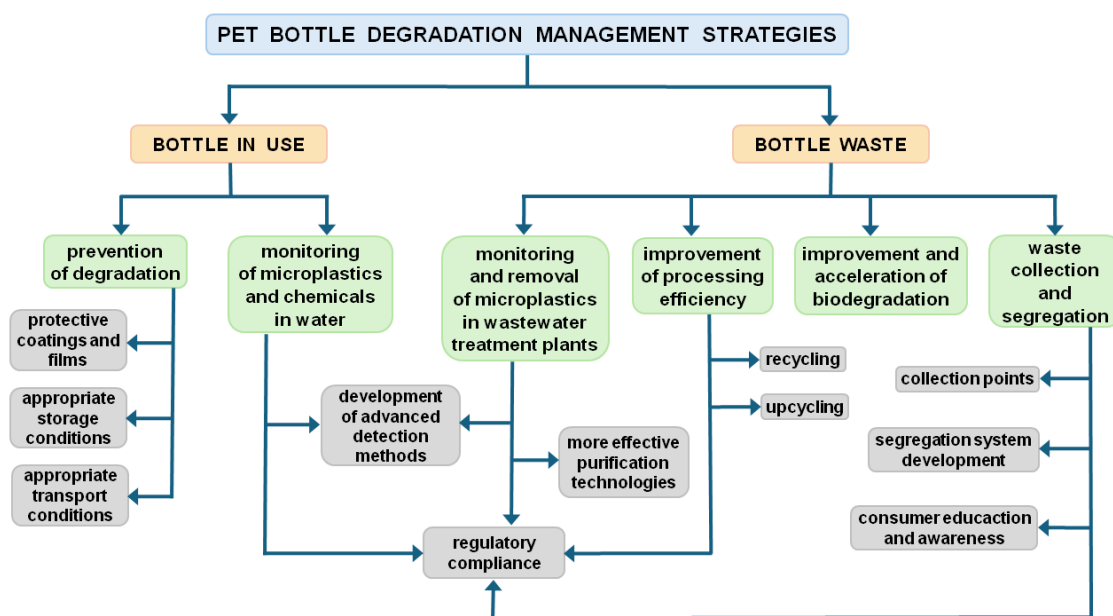 PET BOTTLE DEGRADATION MANAGEMENT STRATEGIES
BOTTLE IN USE
BOTTLE WASTE
prevention
of degradation
monitoring
of microplastics
and chemicals
in water
monitoring
and removal
of microplastics
in wastewater
treatment plants
improvement
of processing
efficiency
improvement and
acceleration of
biodegradation
waste
collection
and
segregation
protective
coatings and
films
appropriate
storage
conditions
appropriate
transport
conditions
development
of advanced
detection
methods
more effective
purification
technologies
regulatory
compliance
recycling
upcycling
collection points
segregation system
development
consumer educaction
and awareness